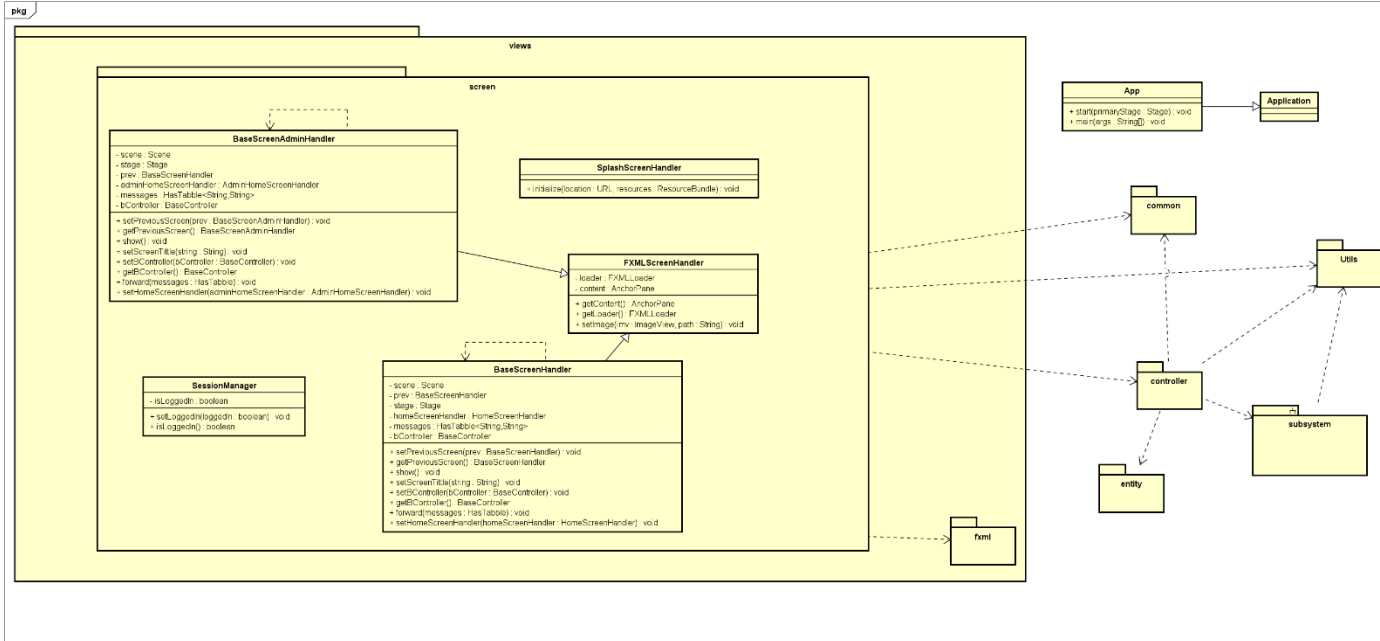 pkg
views
screen
BaseScreenAdminHandler
- scene : Scene
- stage : Stage
- prev : BaseScreenHandler
- adminHomeScreenHandler : AdminHomeScreenHandler
- messages : HasTabble<String,String>
- bController : BaseController
+ setPreviousScreen(prev : BaseScreenAdminHandler) : void
+ getPreviousScreen() : BaseScreenAdminHandler
+ show() : void
+ setScreenTittle(string : String) : void
+ setBController(bController : BaseController) : void
+ getBController() : BaseController
+ forward(messages : HasTabble) : void
+ setHomeScreenHandler(adminHomeScreenHandler : AdminHomeScreenHandler) : void
SplashScreenHandler
+ initialize(location : URL, resources : ResourceBundle) : void
FXMLScreenHandler
- loader : FXMLLoader
- content : AnchorPane
+ getContent() : AnchorPane
+ getLoader() : FXMLLoader
+ setImage(imv : ImageView, path : String) : void
SessionManager
- isLoggedIn : boolean
+ setLoggedIn(loggedIn : boolean) : void
+ isLoggedIn() : boolean
BaseScreenHandler
- scene : Scene
- prev : BaseScreenHandler
- stage : Stage
- homeScreenHandler : HomeScreenHandler
- messages : HasTabble<String,String>
- bController : BaseController
+ setPreviousScreen(prev : BaseScreenHandler) : void
+ getPreviousScreen() : BaseScreenHandler
+ show() : void
+ setScreenTittle(string : String) : void
+ setBController(bController : BaseController) : void
+ getBController() : BaseController
+ forward(messages : HasTabble) : void
+ setHomeScreenHandler(homeScreenHandler : HomeScreenHandler) : void
fxml
App
+ start(primaryStage : Stage) : void
+ main(args : String[]) : void
Application
common
Utils
controller
subsystem
entity